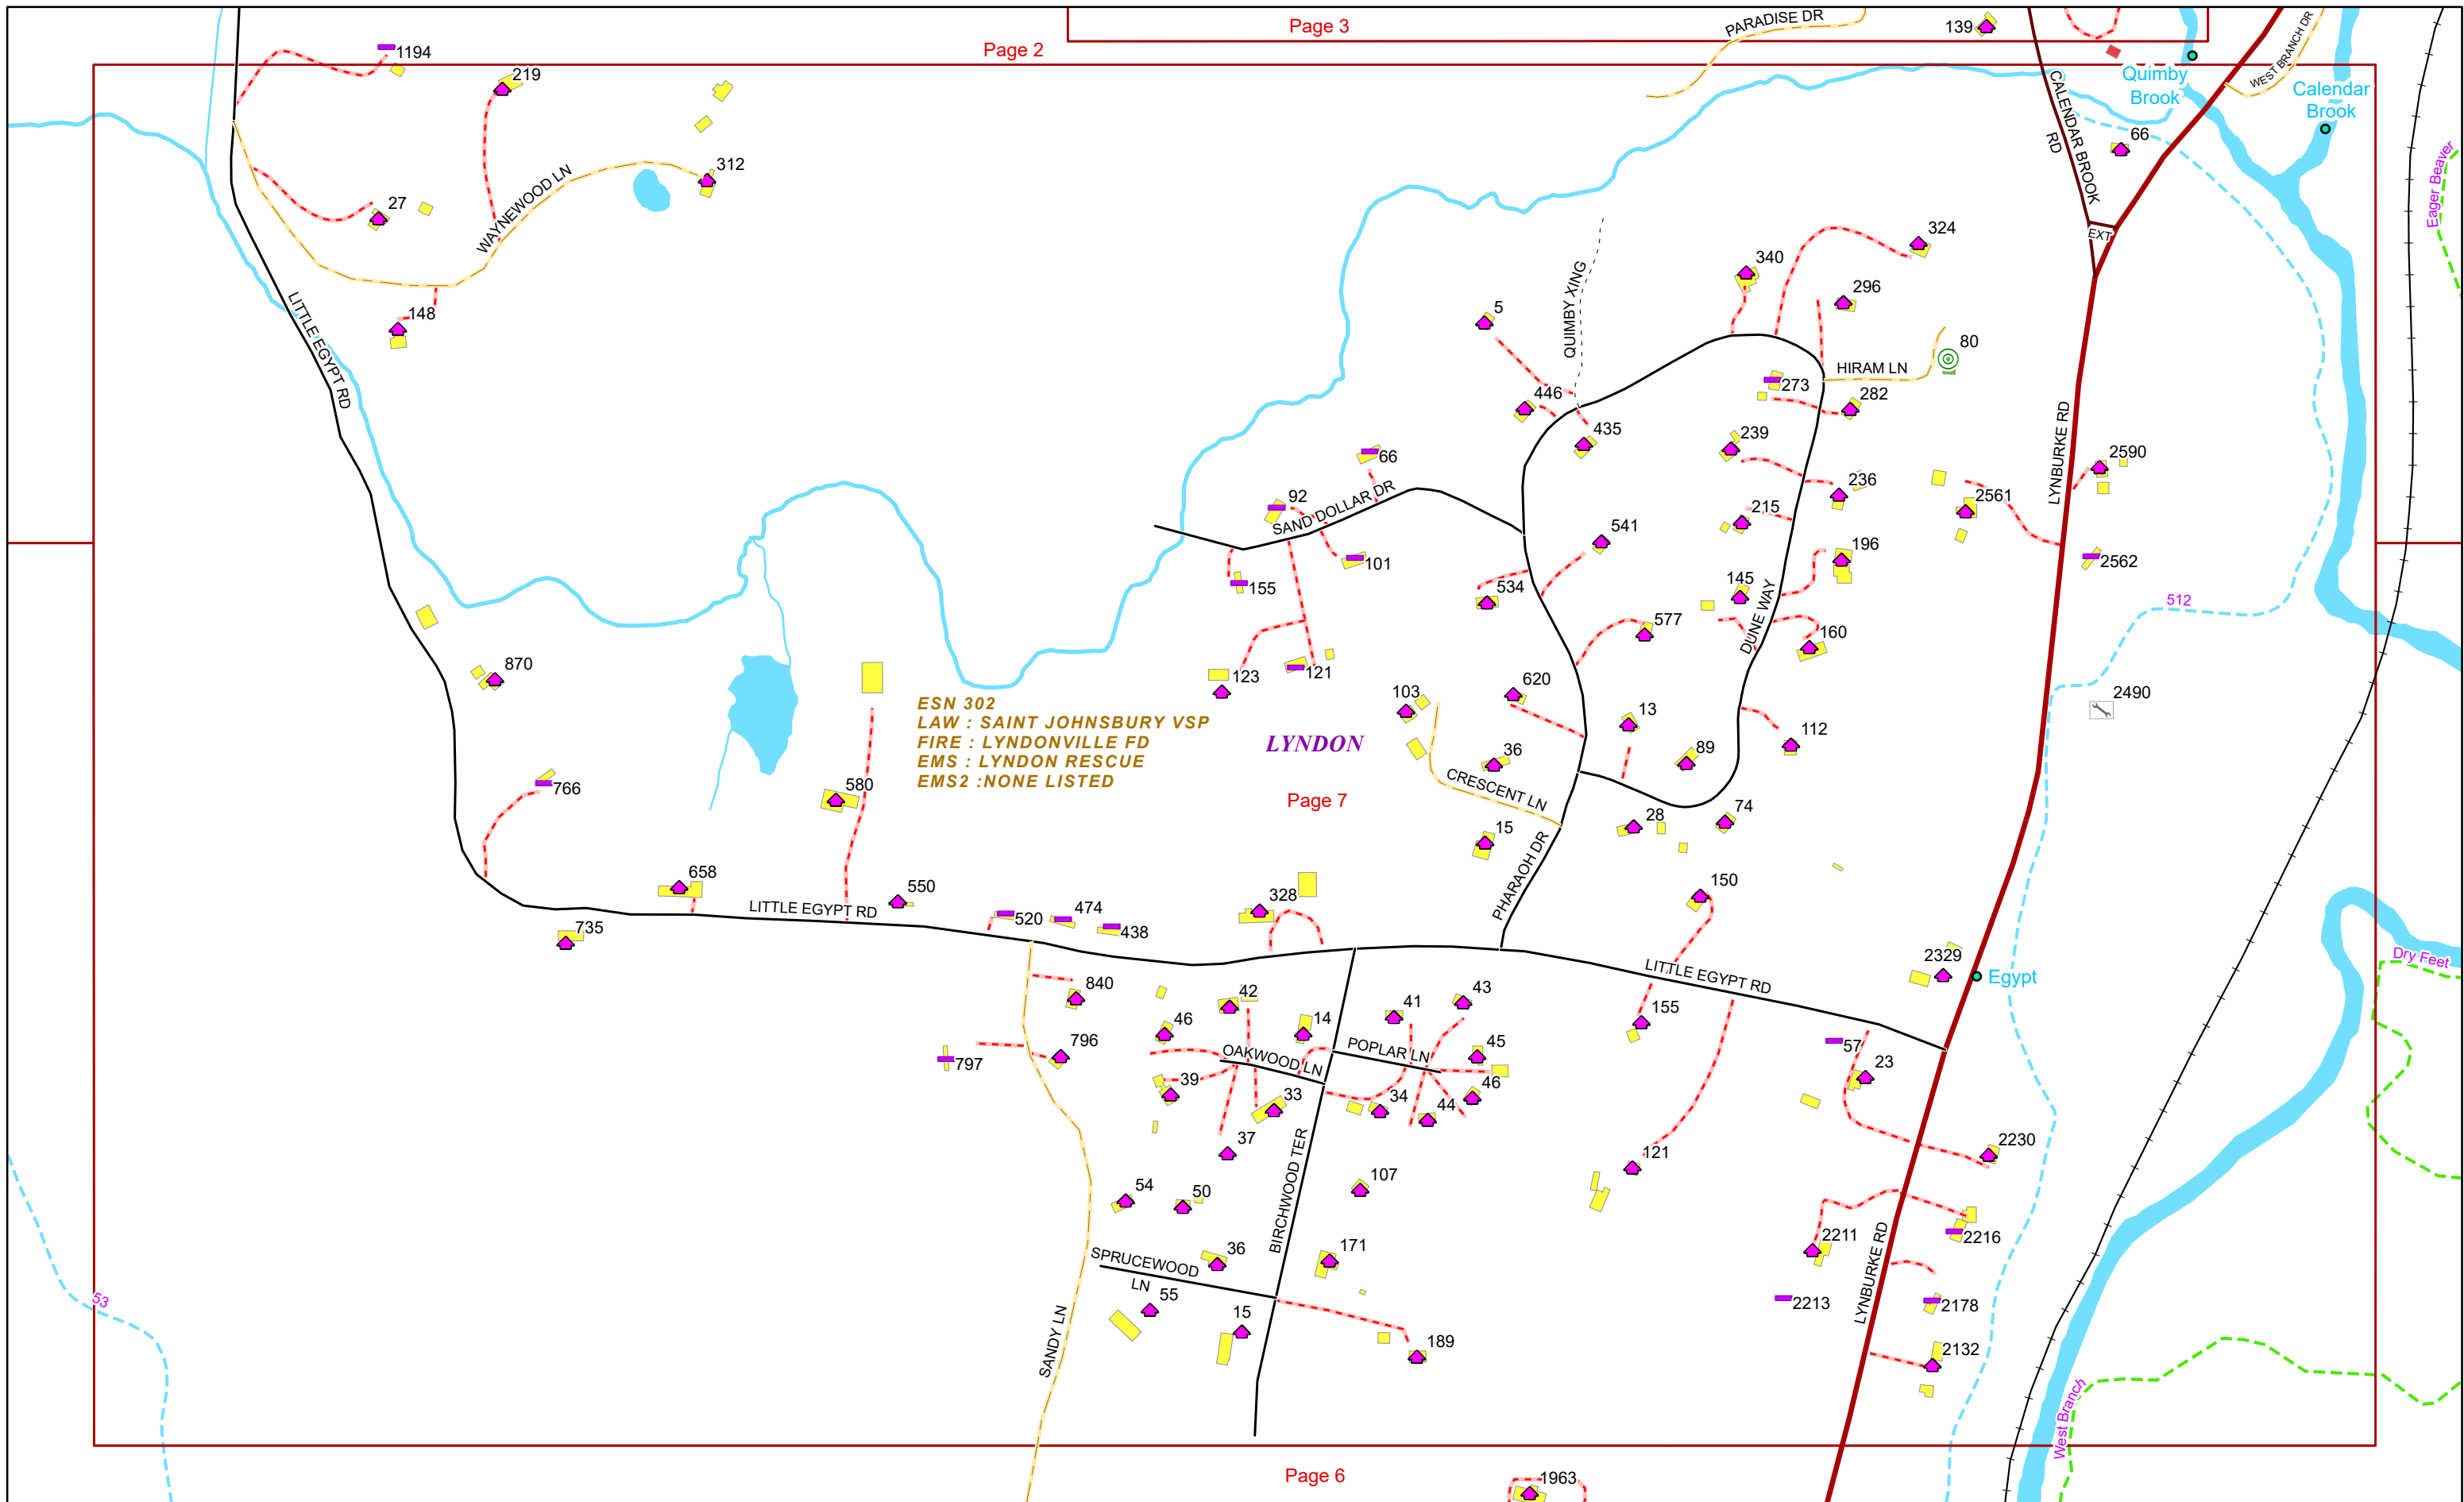 Page 3
PARADISE DR
139
WEST BRANCH DR
Page 2
1194
219
Quimby
Brook
Calendar
Brook
CALENDAR BROOK
RD
66
312
WAYNEWOOD LN
27
Eager Beaver
EXT
324
340
296
QUIMBY XING
5
148
LITTLE EGYPT RD
80
HIRAM LN
273
282
446
435
239
LYNBURKE RD
66
2590
236
92
SAND DOLLAR DR
2561
215
541
196
101
2562
155
534
145
512
577
DUNE WAY
160
870
123
121
620
103
2490
ESN 302
LAW : SAINT JOHNSBURY VSP
FIRE : LYNDONVILLE FD
EMS : LYNDON RESCUE
EMS2 :NONE LISTED
LYNDON
13
112
36
89
766
580
CRESCENT LN
Page 7
74
28
15
PHARAOH DR
658
550
328
150
LITTLE EGYPT RD
520
474
438
735
2329
Dry Feet
LITTLE EGYPT RD
Egypt
840
42
41
43
155
46
14
57
796
OAKWOOD LN
POPLAR LN
45
797
23
39
46
33
34
44
37
BIRCHWOOD TER
2230
121
54
50
107
2211
2216
36
171
SPRUCEWOOD
LN
55
LYNBURKE RD
53
2213
2178
15
189
SANDY LN
2132
West Branch
Page 6
1963